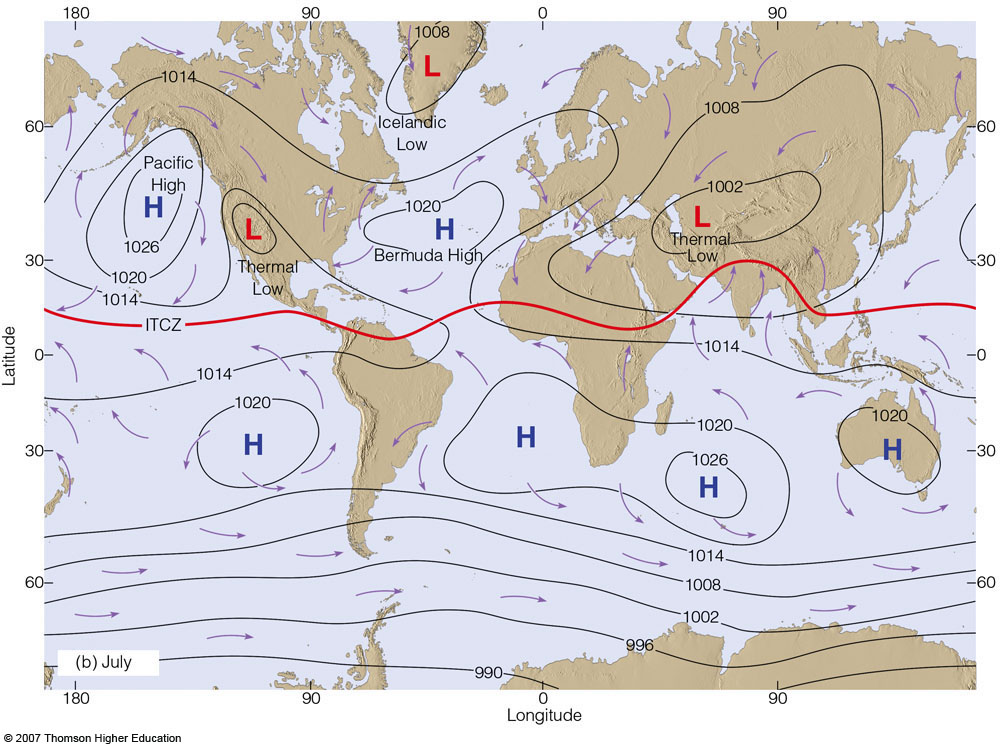 180 90 0 90
1008
L
1014
1008
Icelandic
Low
60 60
Pacific
High
H
1002
1020
L
H
L
Thermal
Low
1026
Bermuda High
30 30
Thermal
Low
1020
1014
ITCZ
Latitude
0 0
1014
1014
1020
1020
1020
H
H
H
30 30
1026
H
1014
1008
60 60
1002
996
(b) July
990
180 90 0 90
Longitude
© 2007 Thomson Higher Education